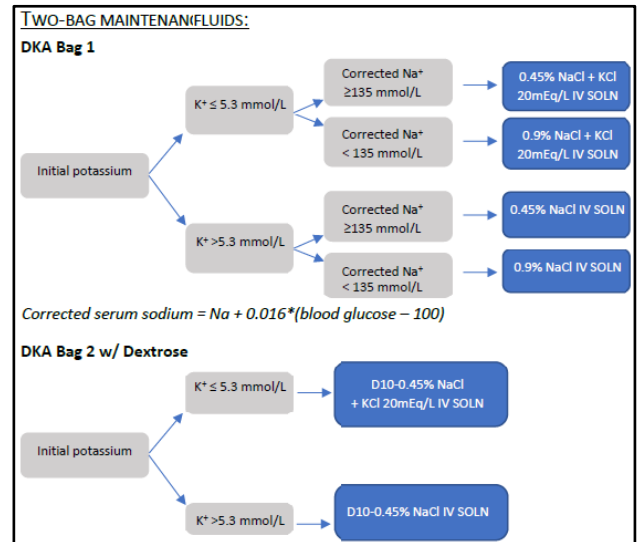 TWO-BAG MAINTENANFLUIDS:
DKA Bag 1
Initial potassium
K⁺ ≤ 5.3 mmol/L
Corrected Na⁺
≥135 mmol/L
0.45% NaCl + KCl
20mEq/L IV SOLN
Corrected Na⁺
< 135 mmol/L
0.9% NaCl + KCl
20mEq/L IV SOLN
K⁺ >5.3 mmol/L
Corrected Na⁺
≥135 mmol/L
0.45% NaCl IV SOLN
Corrected Na⁺
< 135 mmol/L
0.9% NaCl IV SOLN
Corrected serum sodium = Na + 0.016*(blood glucose – 100)
DKA Bag 2 w/ Dextrose
Initial potassium
K⁺ ≤ 5.3 mmol/L
D10-0.45% NaCl
+ KCl 20mEq/L IV SOLN
K⁺ >5.3 mmol/L
D10-0.45% NaCl IV SOLN